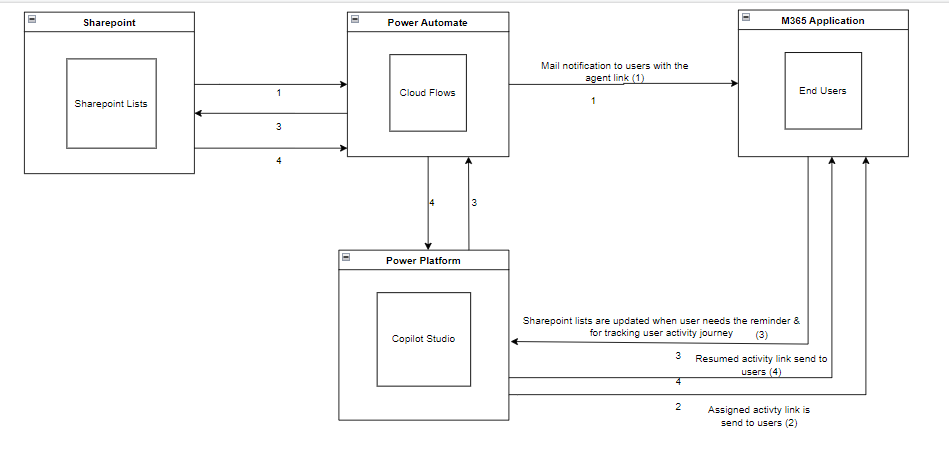 Sharepoint
Power Automate
M365 Application
Sharepoint Lists
Cloud Flows
End Users
Mail notification to users with the
agent link (1)
1
1
3
4
4
3
Power Platform
Copilot Studio
Sharepoint lists are updated when user needs the reminder &
for tracking user activity journey (3)
3
Resumed activity link send to
users (4)
4
2
Assigned activty link is
send to users (2)